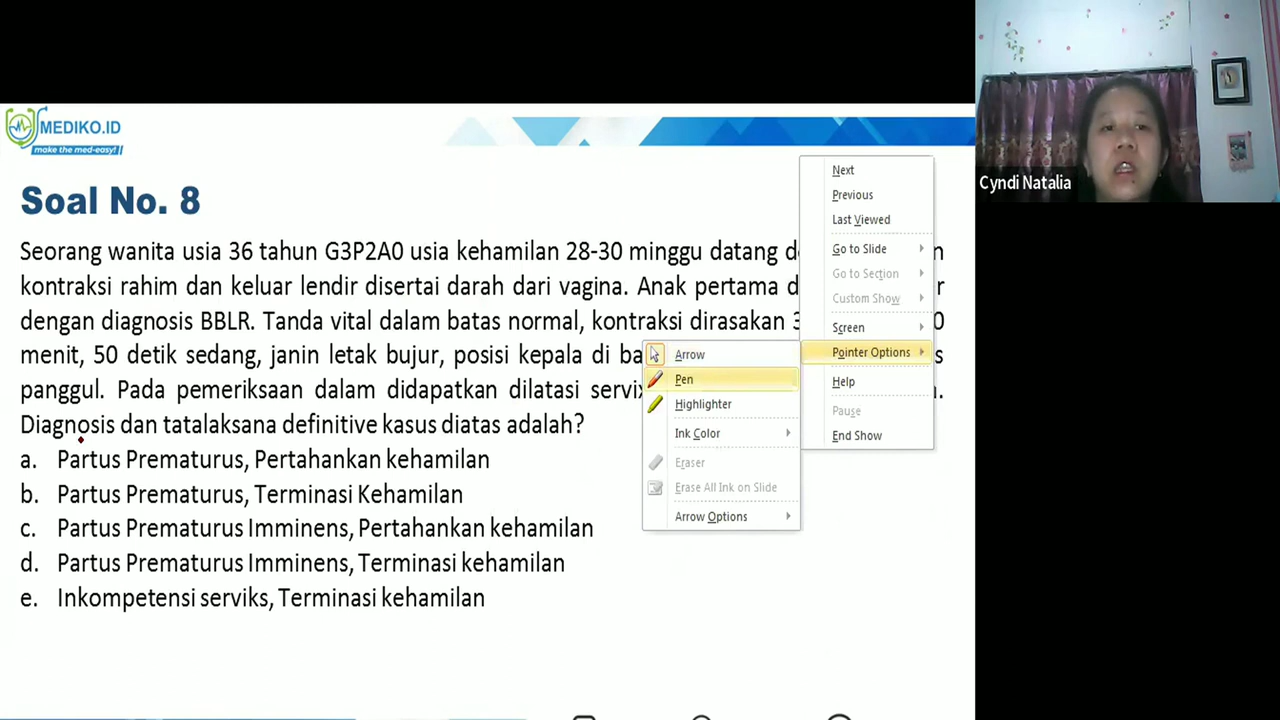 MEDIKO.ID
make the med-easy!
Soal No. 8
Seorang wanita usia 36 tahun G3P2A0 usia kehamilan 28-30 minggu datang
kontraksi rahim dan keluar lendir disertai darah dari vagina. Anak pertama
dengan diagnosis BBLR. Tanda vital dalam batas normal, kontraksi dirasakan
menit, 50 detik sedang, janin letak bujur, posisi kepala di
panggul. Pada pemeriksaan dalam didapatkan dilatasi
Diagnosis dan tatalaksana definitive kasus diatas adalah?
a. Partus Prematurus, Pertahankan kehamilan
b. Partus Prematurus, Terminasi Kehamilan
c. Partus Prematurus Imminens, Pertahankan kehamilan
d. Partus Prematurus Imminens, Terminasi kehamilan
e. Inkompetensi serviks, Terminasi kehamilan
Arrow
Pen
Highlighter
Ink Color
Eraser
Erase All Ink on Slide
Arrow Options
Next
Previous
Last Viewed
Go to Slide
Go to Section
Custom Show
Screen
Pointer Options
Help
Pause
End Show
Cyndi Natalia